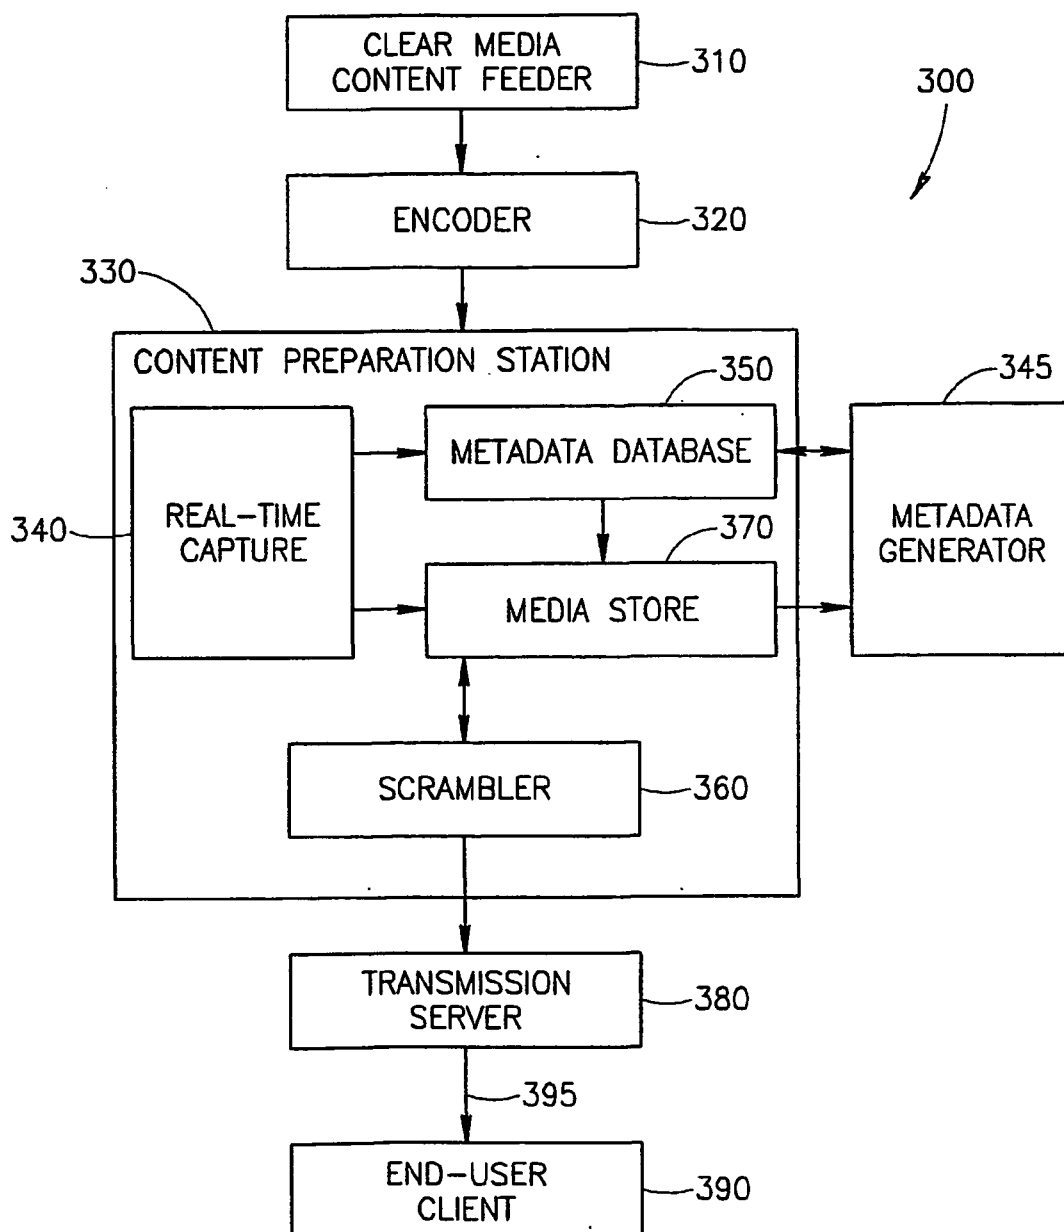 CLEAR MEDIA
CONTENT FEEDER
310
300
ENCODER
320
330
CONTENT PREPARATION STATION
350
345
METADATA DATABASE
REAL-TIME
CAPTURE
340
METADATA
GENERATOR
370
MEDIA STORE
SCRAMBLER
360
TRANSMISSION
SERVER
380
395
END-USER
CLIENT
390